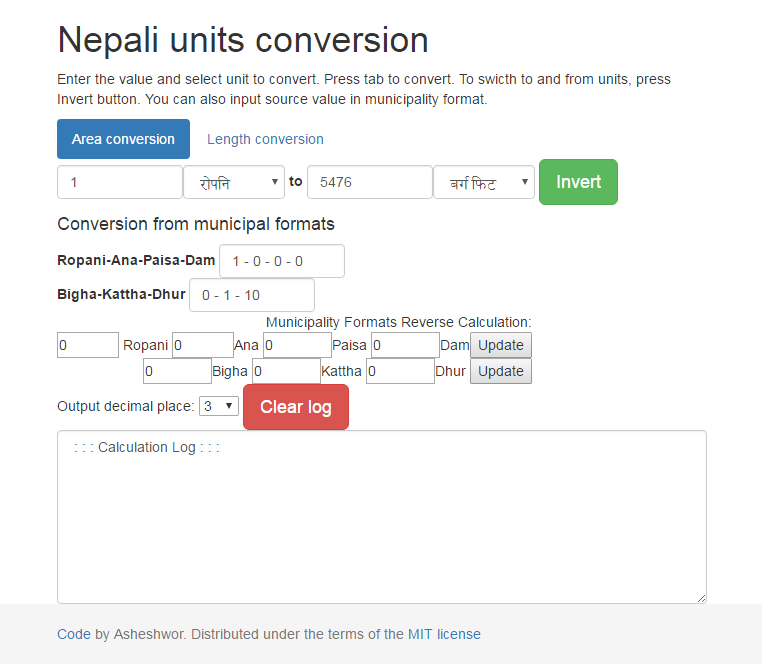 Nepali units conversion
Enter the value and select unit to convert. Press tab to convert. To swicth to and from units, press
Invert button. You can also input source value in municipality format.
Area conversion Length conversion
1 रोपनि to 5476 बर्ग फिट Invert
Conversion from municipal formats
Ropani-Ana-Paisa-Dam 1 - 0 - 0 - 0
Bigha-Kattha-Dhur 0 - 1 - 10
Municipality Formats Reverse Calculation:
0 Ropani 0 Ana 0 Paisa 0 Dam Update
0 Bigha 0 Kattha 0 Dhur Update
Output decimal place: 3 Clear log
: : : Calculation Log : : :
Code by Asheshwor. Distributed under the terms of the MIT license